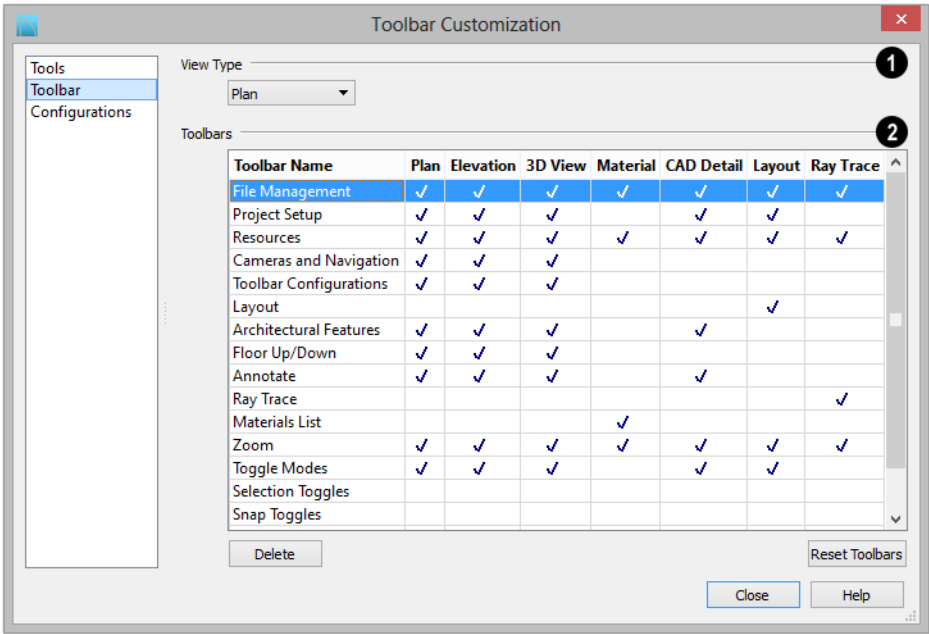 Toolbar Customization
Tools
Toolbar
Configurations
View Type
1
Plan
Toolbars
2
Toolbar Name Plan Elevation 3D View Material CAD Detail Layout Ray Trace
File Management
Project Setup
Resources
Cameras and Navigation
Toolbar Configurations
Layout
Architectural Features
Floor Up/Down
Annotate
Ray Trace
Materials List
Zoom
Toggle Modes
Selection Toggles
Snap Toggles
Delete Reset Toolbars
Close Help